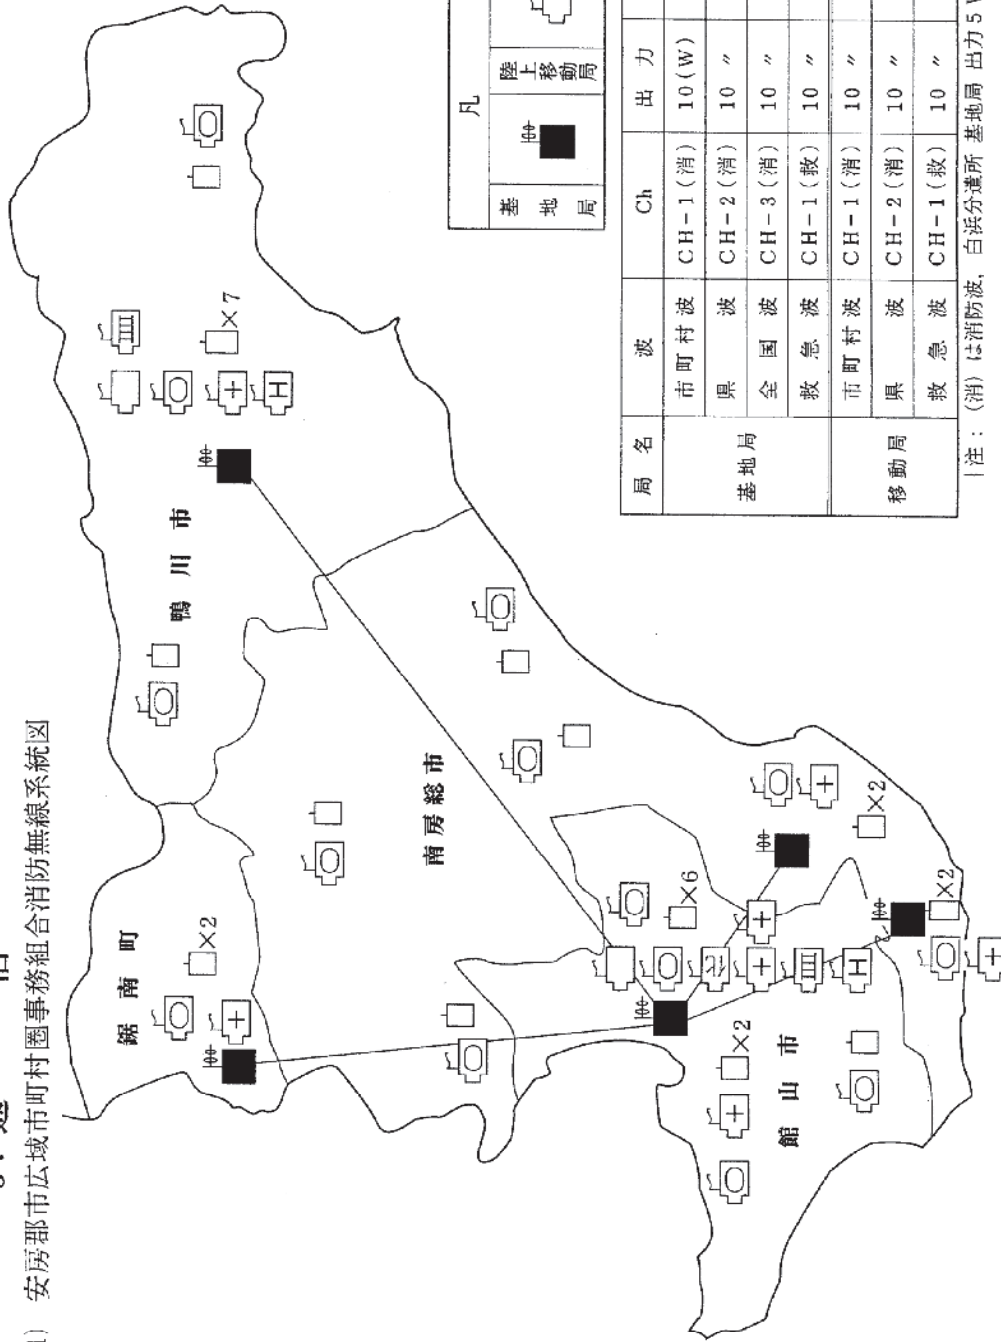 安房郡市広域市町村圏事務組合消防無線系統図
鋸南町
×2
鴨川市
×7
南房総市
×6
×2
×2
館山市
×2
凡
基地局
陸上移動局
局名 波 Ch 出力
基地局 市町村波 CH-1(消) 10(W)
県波 CH-2(消) 10 〃
全国波 CH-3(消) 10 〃
救急波 CH-1(救) 10 〃
移動局 市町村波 CH-1(消) 10 〃
県波 CH-2(消) 10 〃
救急波 CH-1(救) 10 〃
注:(消)は消防波, 白浜分遣所 基地局 出力5